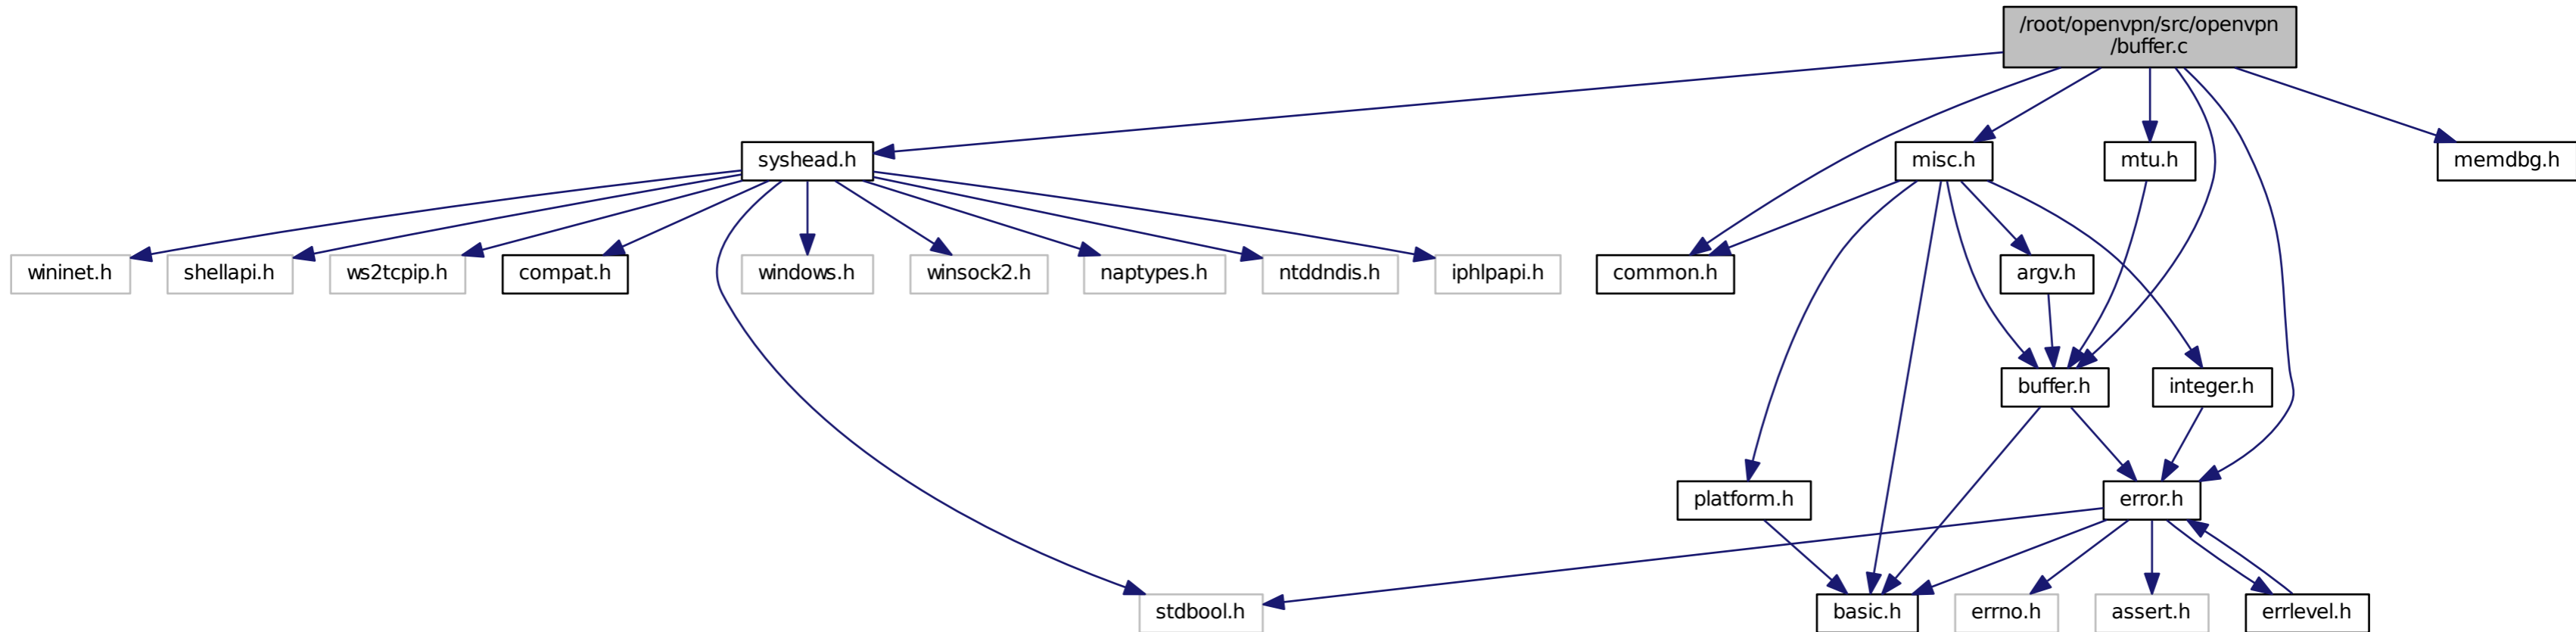 /root/openvpn/src/openvpn
/buffer.c
syshead.h
misc.h
mtu.h
memdbg.h
wininet.h
shellapi.h
ws2tcpip.h
compat.h
windows.h
winsock2.h
naptypes.h
ntddndis.h
iphlpapi.h
common.h
argv.h
buffer.h
integer.h
platform.h
error.h
stdbool.h
basic.h
errno.h
assert.h
errlevel.h